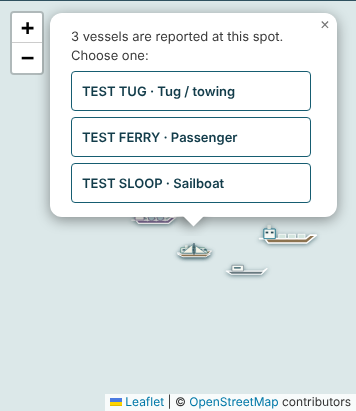 +
−
×
3 vessels are reported at this spot.
Choose one:
TEST TUG · Tug / towing
TEST FERRY · Passenger
TEST SLOOP · Sailboat
Leaflet | © OpenStreetMap contributors